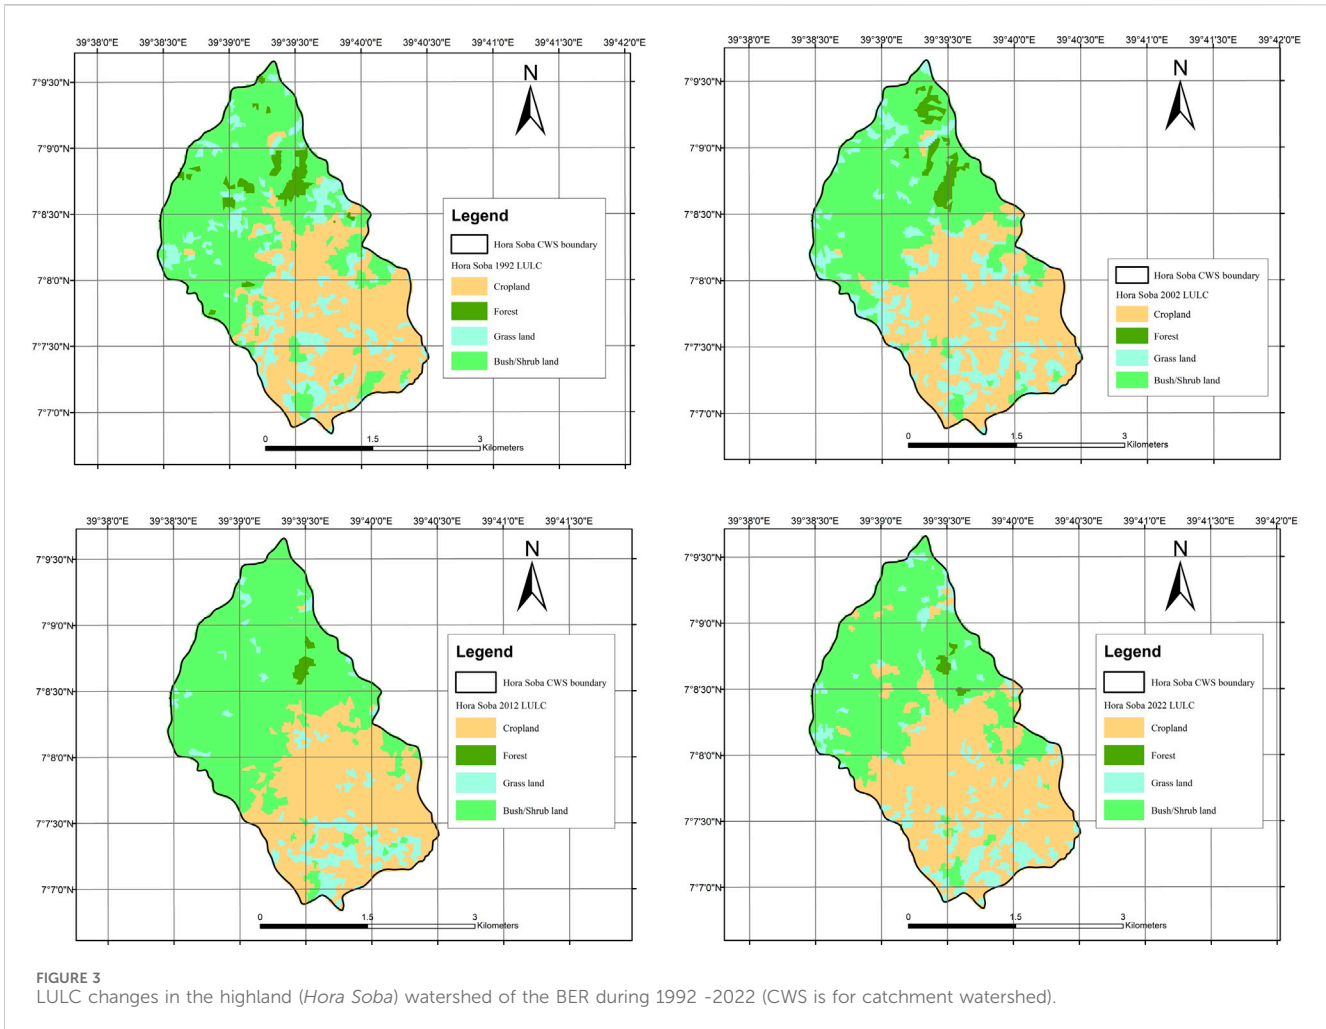 39°38'0"E 39°38'30"E 39°39'0"E 39°39'30"E 39°40'0"E 39°40'30"E 39°41'0"E 39°41'30"E 39°42'0"E
7°9'30"N
7°9'0"N
7°8'30"N
7°8'0"N
7°7'30"N
7°7'0"N
N
Legend
Hora Soba CWS boundary
Hora Soba 1992 LULC
Cropland
Forest
Grass land
Bush/Shrub land
0 1.5 3
Kilometers
39°38'0"E 39°38'30"E 39°39'0"E 39°39'30"E 39°40'0"E 39°40'30"E 39°41'0"E 39°42'0"E
7°9'30"N
7°9'0"N
7°8'30"N
7°8'0"N
7°7'30"N
7°7'0"N
N
Hora Soba CWS boundary
Hora Soba 2002 LULC
Cropland
Forest
Grass land
Bush/Shrub land
0 1.5 3
Kilometers
39°38'0"E 39°38'30"E 39°39'0"E 39°39'30"E 39°40'0"E 39°40'30"E 39°41'0"E 39°41'30"E
7°9'30"N
7°9'0"N
7°8'30"N
7°8'0"N
7°7'30"N
7°7'0"N
N
Legend
Hora Soba CWS boundary
Hora Soba 2012 LULC
Cropland
Forest
Grass land
Bush/Shrub land
0 1.5 3
Kilometers
39°38'0"E 39°38'30"E 39°39'0"E 39°39'30"E 39°40'0"E 39°40'30"E 39°41'0"E 39°41'30"E 39°42'0"E
7°9'30"N
7°9'0"N
7°8'30"N
7°8'0"N
7°7'30"N
7°7'0"N
N
Legend
Hora Soba CWS boundary
Hora Soba 2022 LULC
Cropland
Forest
Grass land
Bush/Shrub land
0 1.5 3
Kilometers
FIGURE 3
LULC changes in the highland (Hora Soba) watershed of the BER during 1992 -2022 (CWS is for catchment watershed).